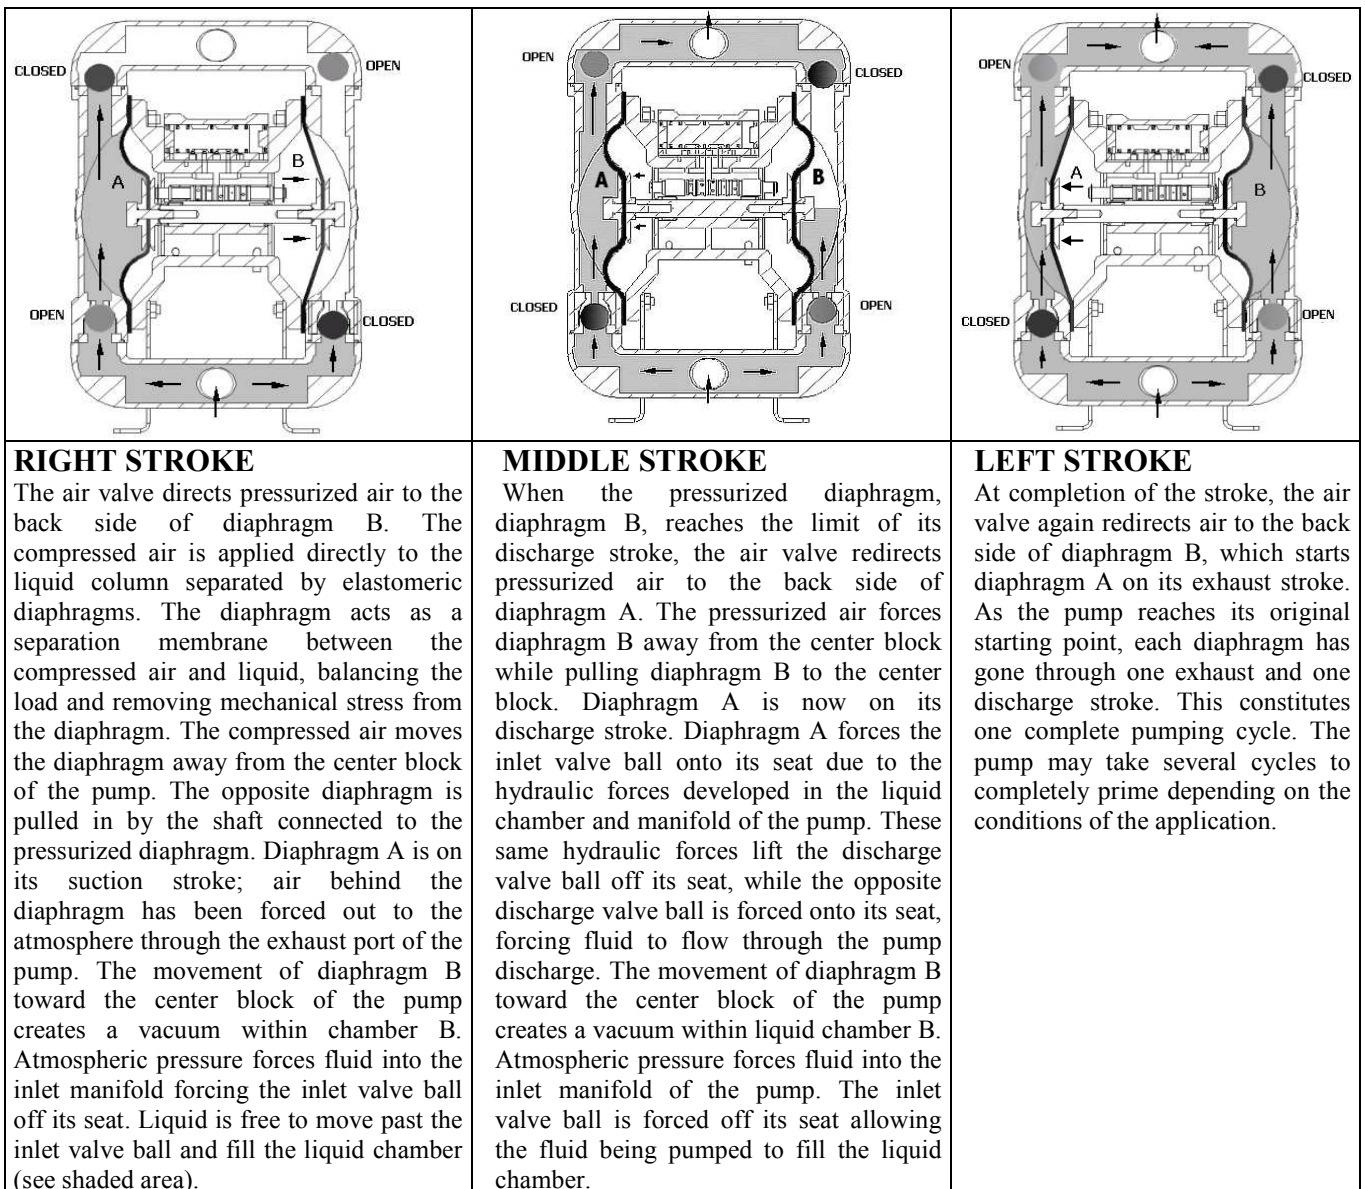 CLOSED
OPEN
A
B
OPEN
CLOSED
OPEN
CLOSED
A
B
CLOSED
OPEN
OPEN
CLOSED
A
B
CLOSED
OPEN
RIGHT STROKE
The air valve directs pressurized air to the
back side of diaphragm B. The
compressed air is applied directly to the
liquid column separated by elastomeric
diaphragms. The diaphragm acts as a
separation membrane between the
compressed air and liquid, balancing the
load and removing mechanical stress from
the diaphragm. The compressed air moves
the diaphragm away from the center block
of the pump. The opposite diaphragm is
pulled in by the shaft connected to the
pressurized diaphragm. Diaphragm A is on
its suction stroke; air behind the
diaphragm has been forced out to the
atmosphere through the exhaust port of the
pump. The movement of diaphragm B
toward the center block of the pump
creates a vacuum within chamber B.
Atmospheric pressure forces fluid into the
inlet manifold forcing the inlet valve ball
off its seat. Liquid is free to move past the
inlet valve ball and fill the liquid chamber
(see shaded area).
MIDDLE STROKE
When the pressurized diaphragm,
diaphragm B, reaches the limit of its
discharge stroke, the air valve redirects
pressurized air to the back side of
diaphragm A. The pressurized air forces
diaphragm B away from the center block
while pulling diaphragm B to the center
block. Diaphragm A is now on its
discharge stroke. Diaphragm A forces the
inlet valve ball onto its seat due to the
hydraulic forces developed in the liquid
chamber and manifold of the pump. These
same hydraulic forces lift the discharge
valve ball off its seat, while the opposite
discharge valve ball is forced onto its seat,
forcing fluid to flow through the pump
discharge. The movement of diaphragm B
toward the center block of the pump
creates a vacuum within liquid chamber B.
Atmospheric pressure forces fluid into the
inlet manifold of the pump. The inlet
valve ball is forced off its seat allowing
the fluid being pumped to fill the liquid
chamber.
LEFT STROKE
At completion of the stroke, the air
valve again redirects air to the back
side of diaphragm B, which starts
diaphragm A on its exhaust stroke.
As the pump reaches its original
starting point, each diaphragm has
gone through one exhaust and one
discharge stroke. This constitutes
one complete pumping cycle. The
pump may take several cycles to
completely prime depending on the
conditions of the application.